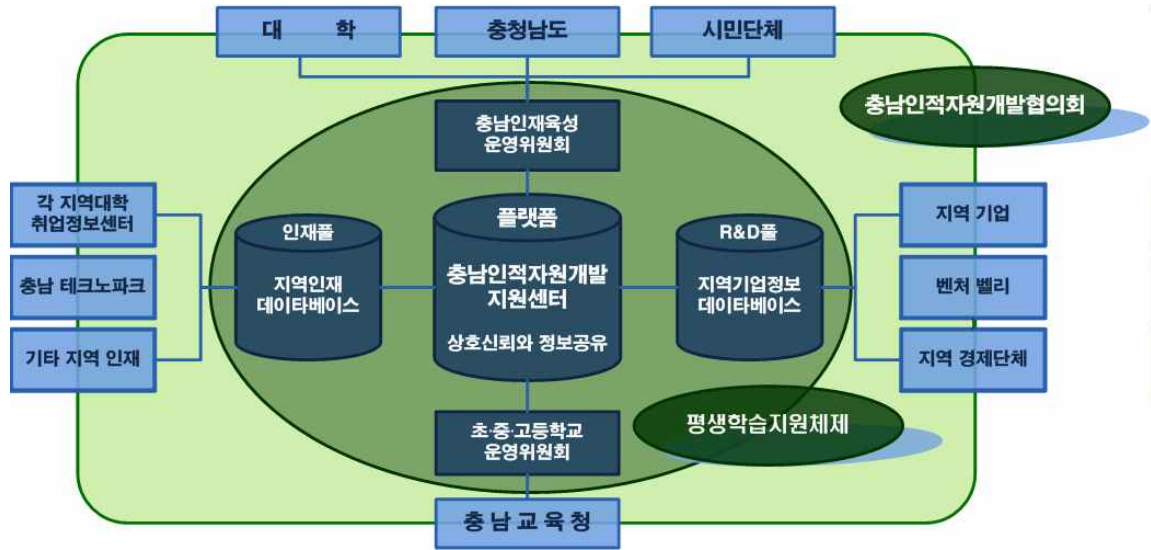 대 학
충청남도
시민단체
충남인적자원개발협의회
충남인재육성
운영위원회
각 지역대학
취업정보센터
충남 테크노파크
기타 지역 인재
인재풀
지역인재
데이타베이스
플랫폼
충남인적자원개발
지원센터
상호신뢰와 정보공유
R&D풀
지역기업정보
데이타베이스
지역 기업
벤처 벨리
지역 경제단체
평생학습지원체제
초·중·고등학교
운영위원회
충 남 교 육 청